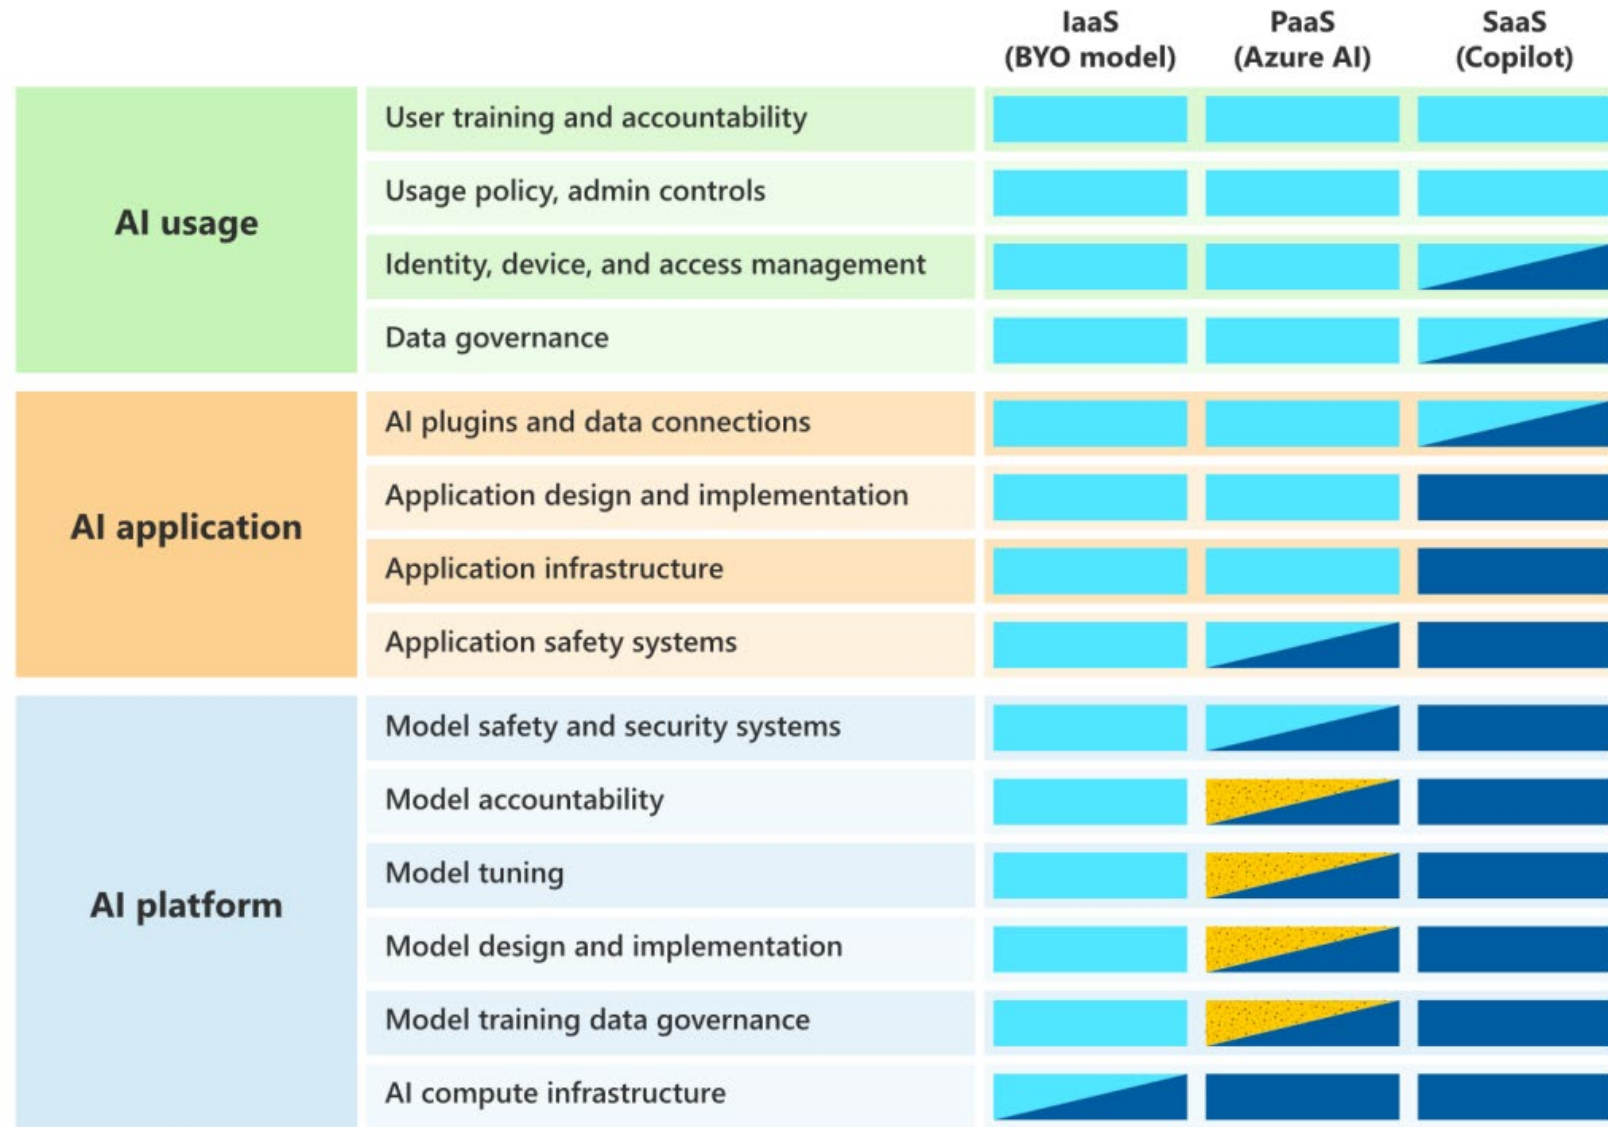 IaaS
(BYO model)
PaaS
(Azure AI)
SaaS
(Copilot)
AI usage
User training and accountability
Usage policy, admin controls
Identity, device, and access management
Data governance
AI application
AI plugins and data connections
Application design and implementation
Application infrastructure
Application safety systems
AI platform
Model safety and security systems
Model accountability
Model tuning
Model design and implementation
Model training data governance
AI compute infrastructure